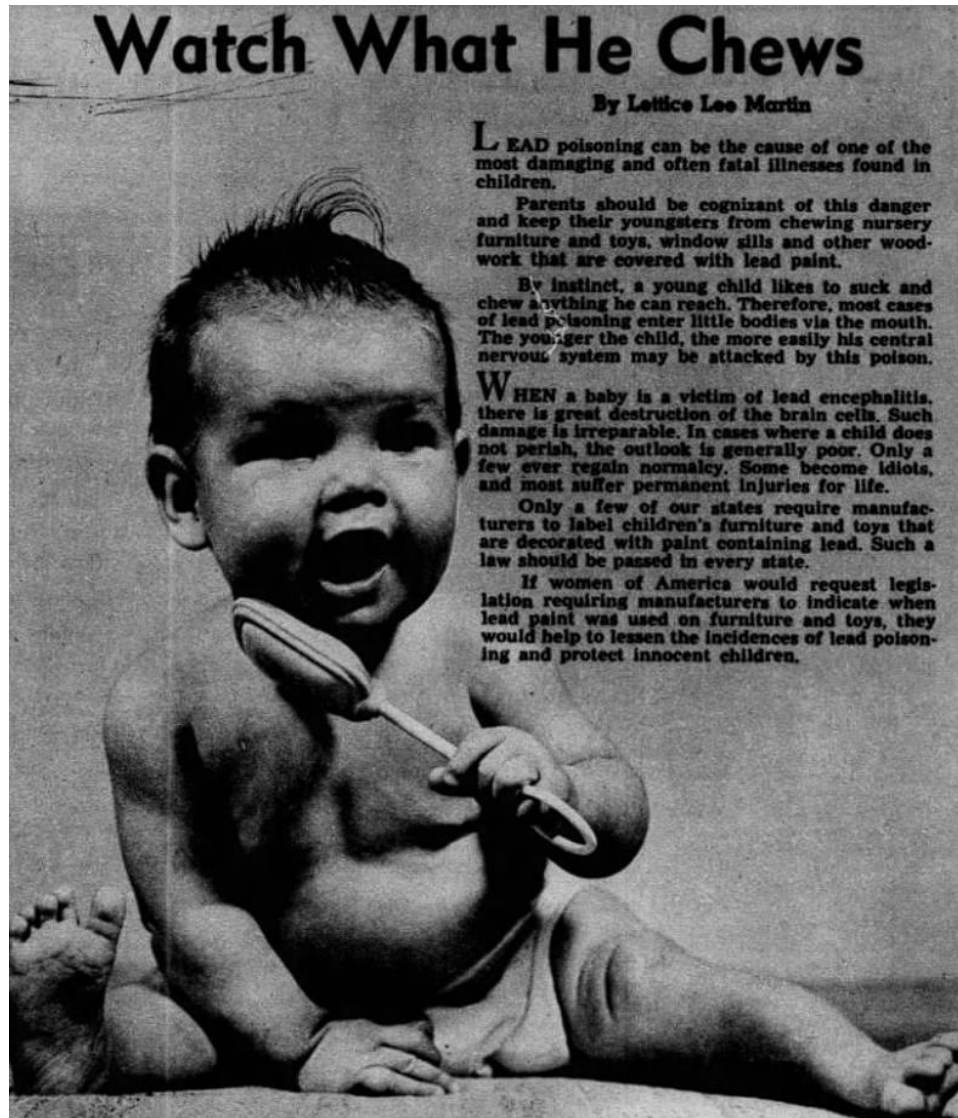 Watch What He Chews
By Lettice Lee Martin
LEAD poisoning can be the cause of one of the
most damaging and often fatal illnesses found in
children.
Parents should be cognizant of this danger
and keep their youngsters from chewing nursery
furniture and toys, window sills and other wood-
work that are covered with lead paint.
By instinct, a young child likes to suck and
chew anything he can reach. Therefore, most cases
of lead poisoning enter little bodies via the mouth.
The younger the child, the more easily his central
nervous system may be attacked by this poison.
WHEN a baby is a victim of lead encephalitis,
there is great destruction of the brain cells. Such
damage is irreparable. In cases where a child does
not perish, the outlook is generally poor. Only a
few ever regain normalcy. Some become idiots,
and most suffer permanent injuries for life.
Only a few of our states require manufac-
turers to label children's furniture and toys that
are decorated with paint containing lead. Such a
law should be passed in every state.
If women of America would request legis-
lation requiring manufacturers to indicate when
lead paint was used on furniture and toys, they
would help to lessen the incidences of lead poison-
ing and protect innocent children.